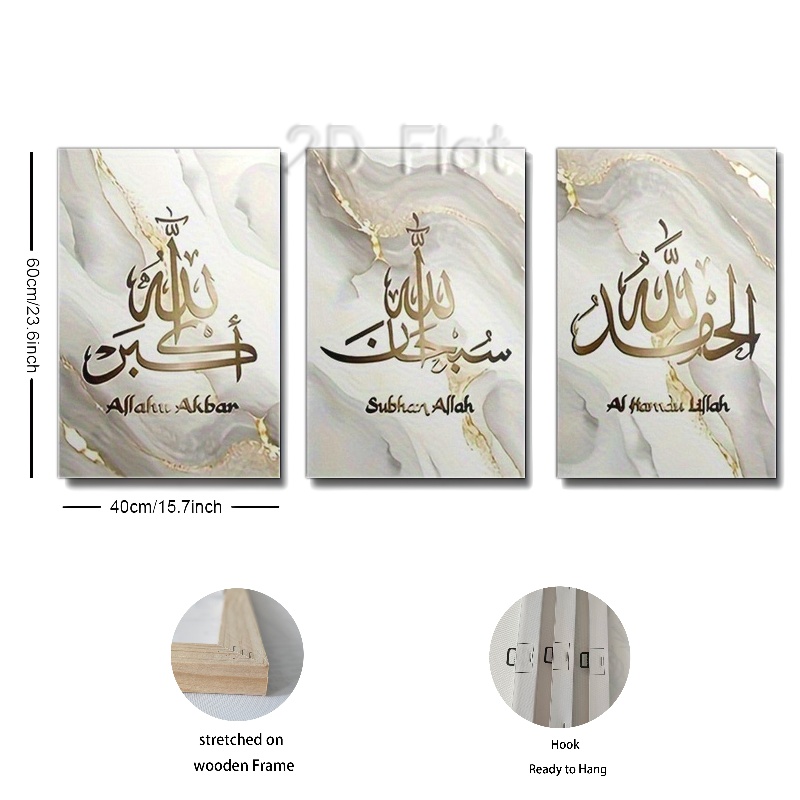 2D Flat
60cm/23.6inch
الله
أكبر
Allahu Akbar
سبحان الله
Subhan Allah
الحمد لله
Al Hamdu Lillah
40cm/15.7inch
stretched on
wooden Frame
Hook
Ready to Hang